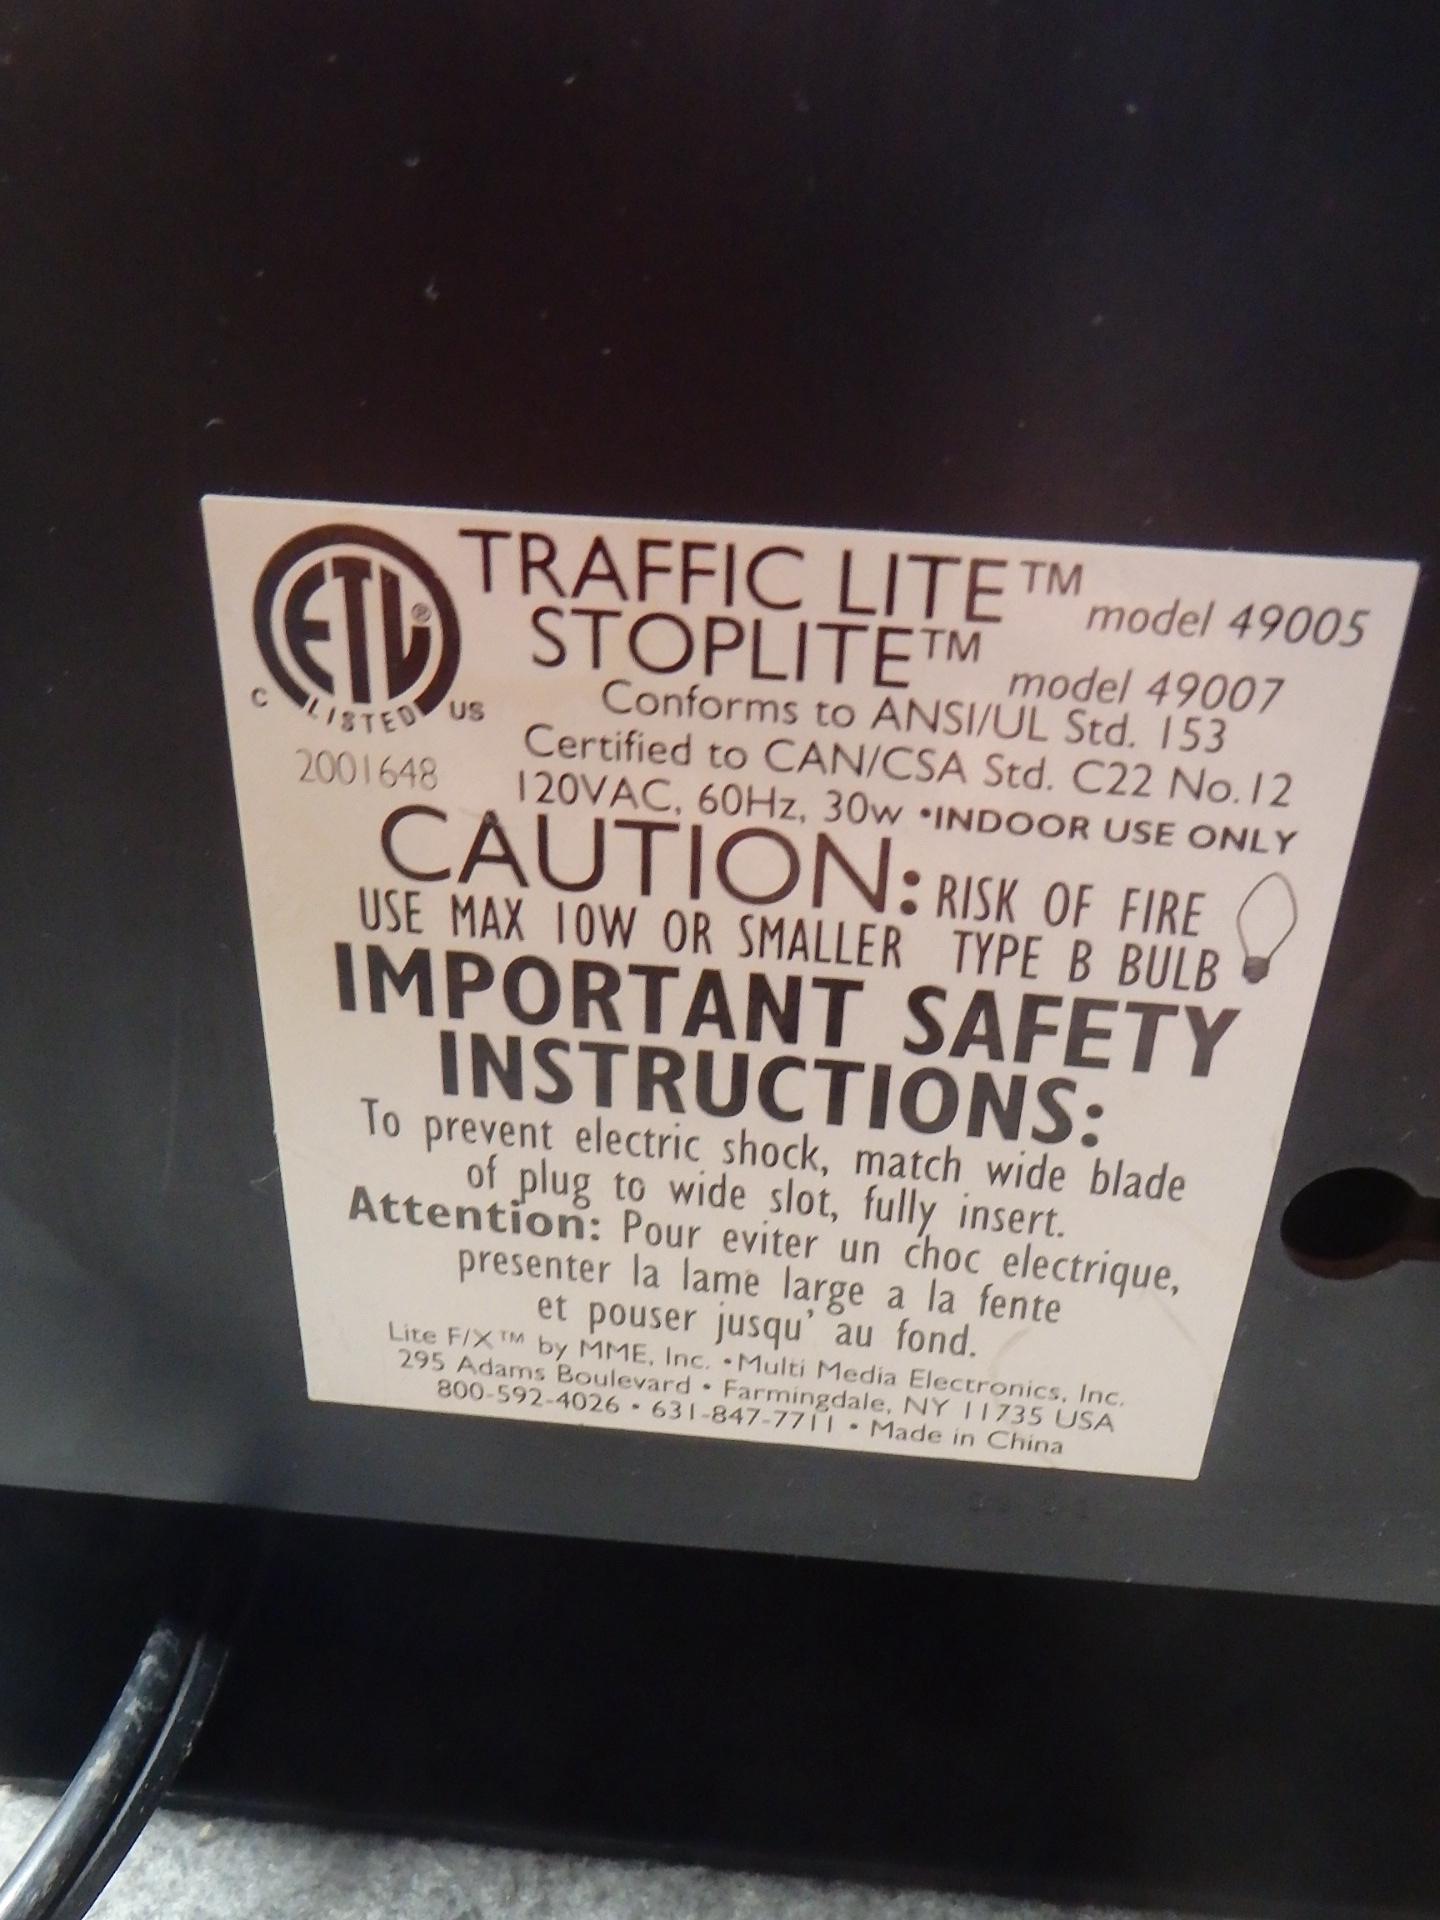 ETL®
C LISTED US
2001648
TRAFFIC LITE™ model 49005
STOPLITE™ model 49007
Conforms to ANSI/UL Std. 153
Certified to CAN/CSA Std. C22 No.12
120VAC, 60Hz, 30w •INDOOR USE ONLY
CAUTION: RISK OF FIRE
USE MAX 10W OR SMALLER TYPE B BULB
IMPORTANT SAFETY
INSTRUCTIONS:
To prevent electric shock, match wide blade
of plug to wide slot, fully insert.
Attention: Pour eviter un choc electrique,
presenter la lame large a la fente
et pouser jusqu' au fond.
Lite F/X™ by MME, Inc. •Multi Media Electronics, Inc.
295 Adams Boulevard • Farmingdale, NY 11735 USA
800-592-4026 • 631-847-7711 • Made in China